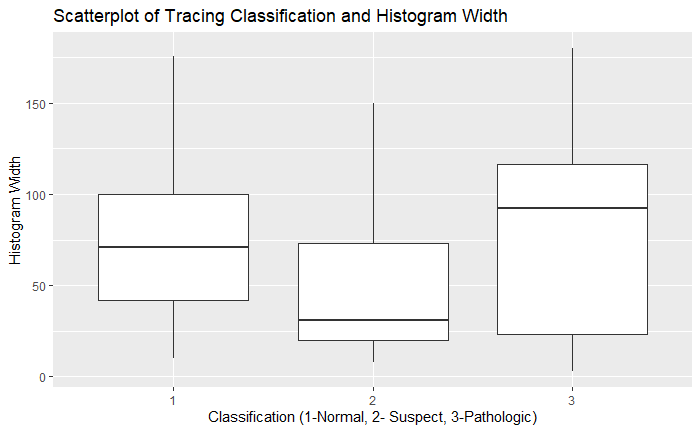 Scatterplot of Tracing Classification and Histogram Width
Histogram Width
150
100
50
0
1
2
3
Classification (1-Normal, 2- Suspect, 3-Pathologic)